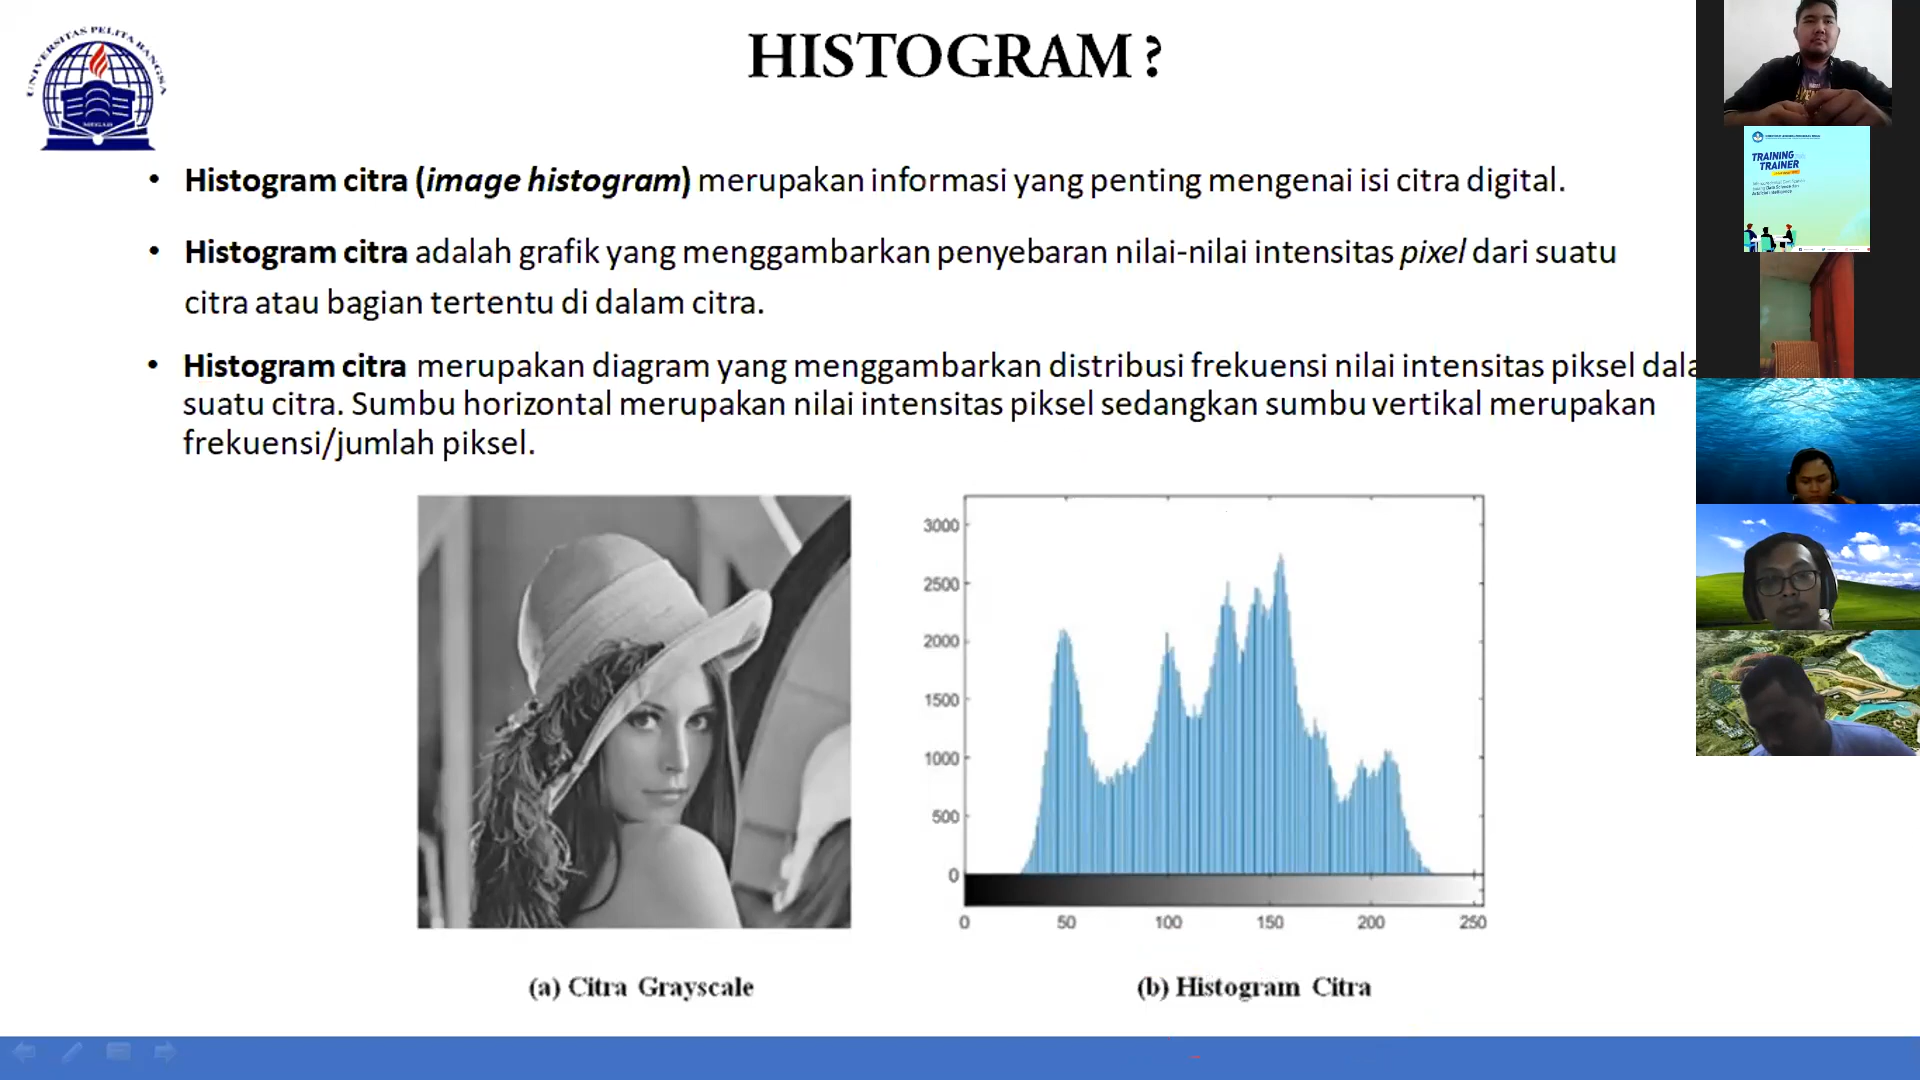 HISTOGRAM ?
UNIVERSITAS PELITA BANGSA
• Histogram citra (image histogram) merupakan informasi yang penting mengenai isi citra digital.
• Histogram citra adalah grafik yang menggambarkan penyebaran nilai-nilai intensitas pixel dari suatu
citra atau bagian tertentu di dalam citra.
• Histogram citra merupakan diagram yang menggambarkan distribusi frekuensi nilai intensitas piksel dala
suatu citra. Sumbu horizontal merupakan nilai intensitas piksel sedangkan sumbu vertikal merupakan
frekuensi/jumlah piksel.
3000
2500
2000
1500
1000
500
0
0 50 100 150 200 250
(a) Citra Grayscale
(b) Histogram Citra
TRAINING
TRAINER